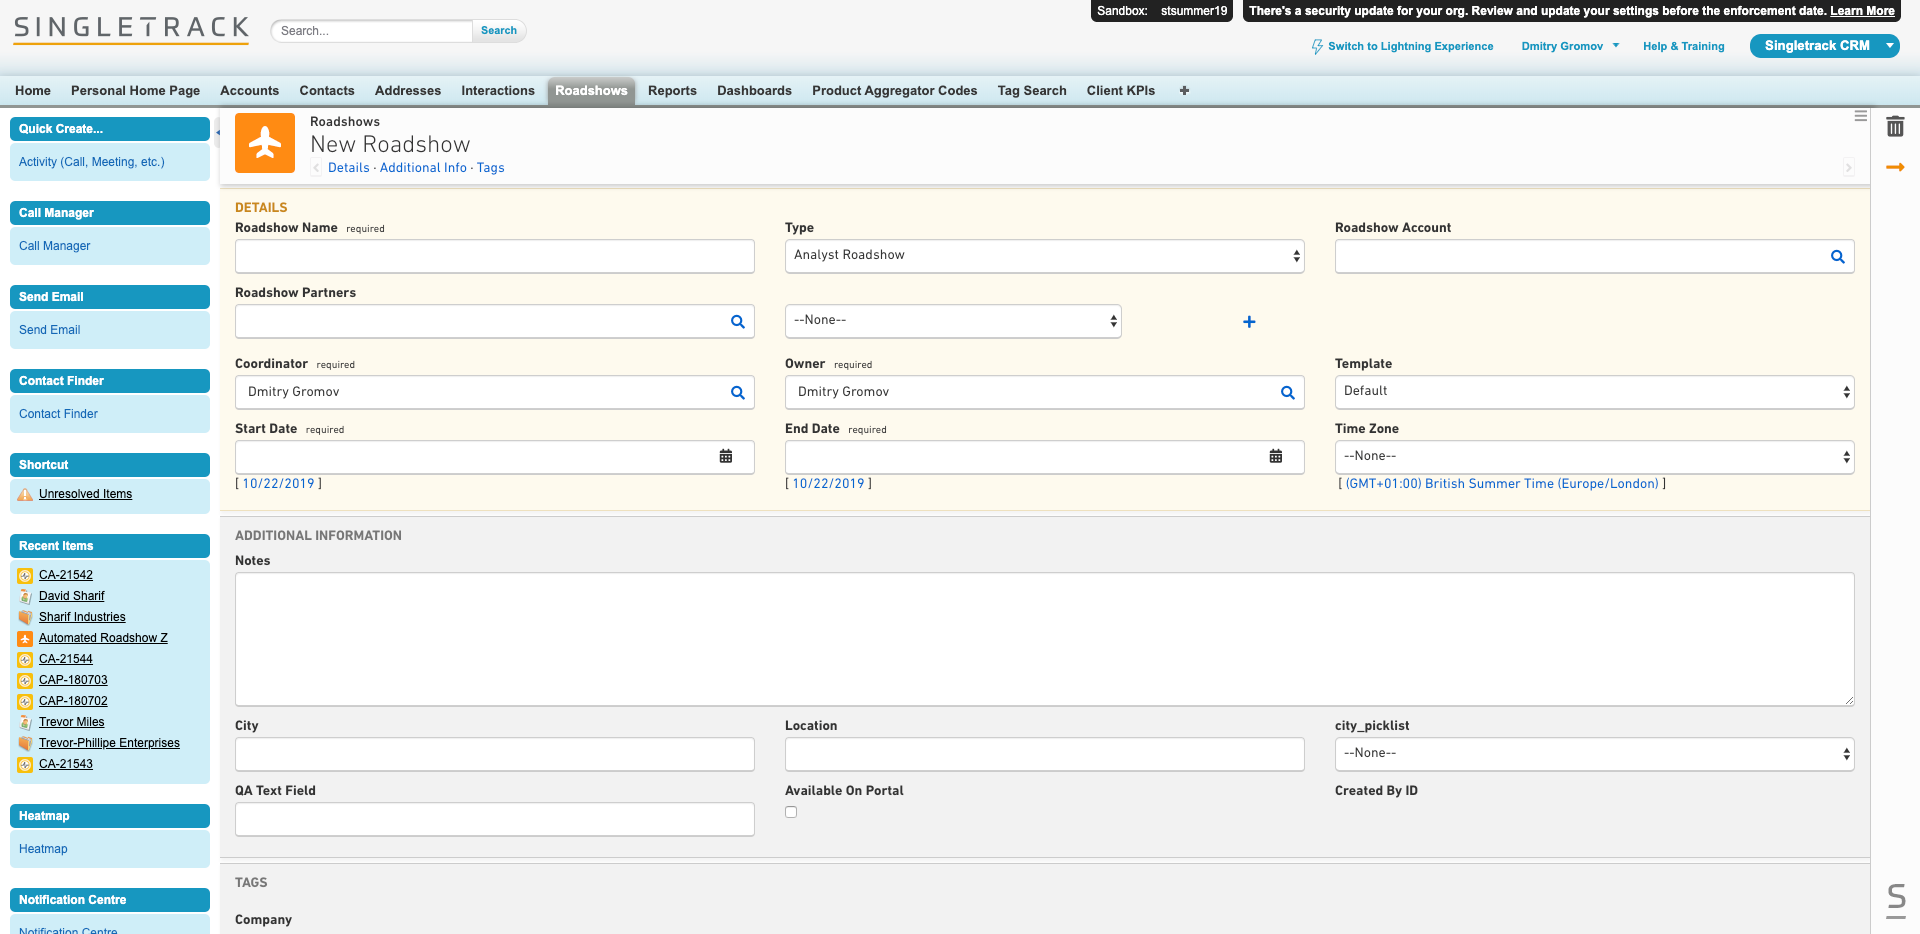 SINGLETRACK
Search...
Search
Sandbox: stsummer19
There's a security update for your org. Review and update your settings before the enforcement date. Learn More
Switch to Lightning Experience
Dmitry Gromov
Help & Training
Singletrack CRM
Home
Personal Home Page
Accounts
Contacts
Addresses
Interactions
Roadshows
Reports
Dashboards
Product Aggregator Codes
Tag Search
Client KPIs
Quick Create...
Activity (Call, Meeting, etc.)
Call Manager
Call Manager
Send Email
Send Email
Contact Finder
Contact Finder
Shortcut
Unresolved Items
Recent Items
CA-21542
David Sharif
Sharif Industries
Automated Roadshow Z
CA-21544
CAP-180703
CAP-180702
Trevor Miles
Trevor-Phillipe Enterprises
CA-21543
Heatmap
Heatmap
Notification Centre
Notification Centre
Roadshows
New Roadshow
Details · Additional Info · Tags
DETAILS
Roadshow Name required
Type
Analyst Roadshow
Roadshow Account
Roadshow Partners
--None--
Coordinator required
Dmitry Gromov
Owner required
Dmitry Gromov
Template
Default
Start Date required
[ 10/22/2019 ]
End Date required
[ 10/22/2019 ]
Time Zone
--None--
[ (GMT+01:00) British Summer Time (Europe/London) ]
ADDITIONAL INFORMATION
Notes
City
Location
city_picklist
--None--
QA Text Field
Available On Portal
Created By ID
TAGS
Company
S